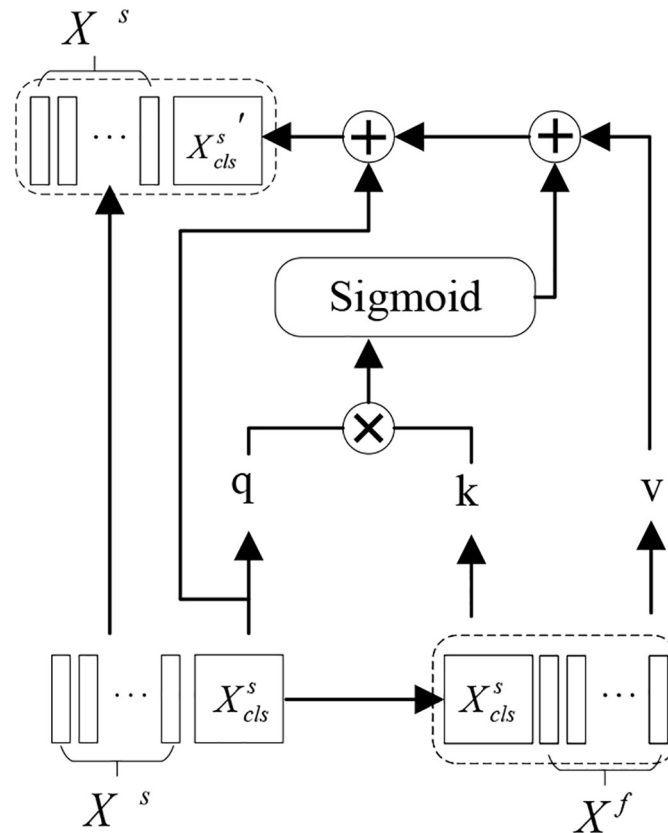 X s
... X^s_cls ′
+ +
Sigmoid
×
q k v
... X^s_cls X^s_cls ...
X s X^f